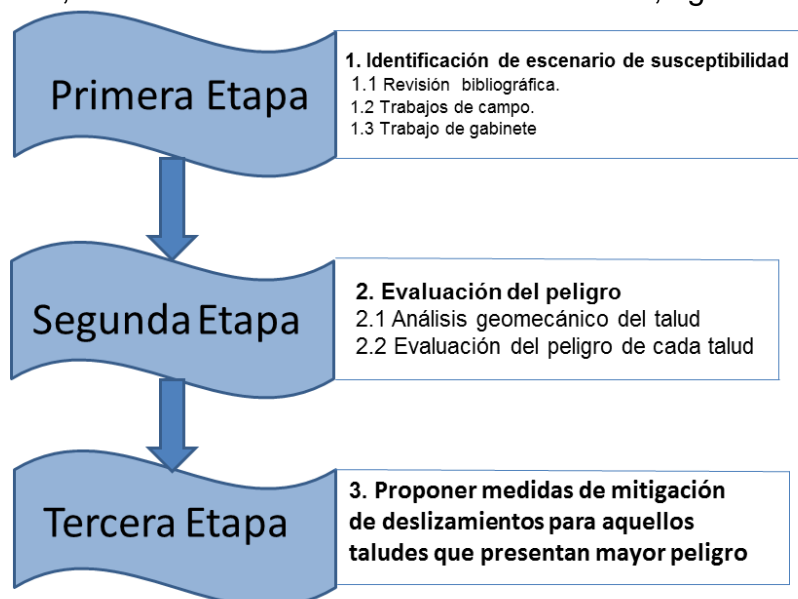 Primera Etapa
1. Identificación de escenario de susceptibilidad
1.1 Revisión bibliográfica.
1.2 Trabajos de campo.
1.3 Trabajo de gabinete
Segunda Etapa
2. Evaluación del peligro
2.1 Análisis geomecánico del talud
2.2 Evaluación del peligro de cada talud
Tercera Etapa
3. Proponer medidas de mitigación
de deslizamientos para aquellos
taludes que presentan mayor peligro